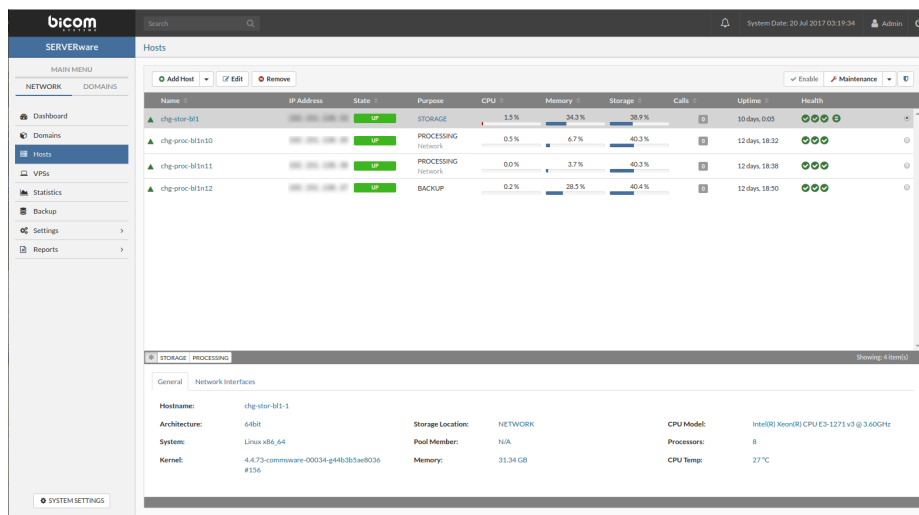 bicom
SYSTEMS
Search
System Date: 20 Jul 2017 03:19:34
Admin
SERVERware
Hosts
MAIN MENU
NETWORK DOMAINS
Dashboard
Domains
Hosts
VPSs
Statistics
Backup
Settings
Reports
SYSTEM SETTINGS
Add Host Edit Remove
Enable Maintenance
Name IP Address State Purpose CPU Memory Storage Calls Uptime Health
chg-stor-bl1 UP STORAGE 1.5% 34.3% 38.9% 0 10 days, 0:05
chg-proc-bl1n10 UP PROCESSING Network 0.5% 6.7% 40.3% 0 12 days, 18:32
chg-proc-bl1n11 UP PROCESSING Network 0.0% 3.7% 40.3% 0 12 days, 18:38
chg-proc-bl1n12 UP BACKUP 0.2% 28.5% 40.4% 0 12 days, 18:50
STORAGE PROCESSING
Showing: 4 item(s)
General Network Interfaces
Hostname: chg-stor-bl1-1
Architecture: 64bit Storage Location: NETWORK CPU Model: Intel(R) Xeon(R) CPU E3-1271 v3 @ 3.60GHz
System: Linux x86_64 Pool Member: N/A Processors: 8
Kernel: 4.4.73-commsware-00034-g44b3b5ae8036 Memory: 31.34 GB CPU Temp: 27 °C
#156